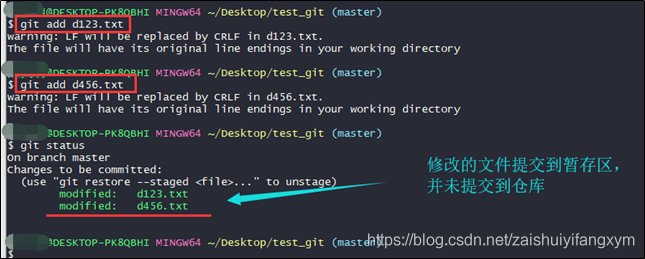 @DESKTOP-PK8QBHI MINGW64 ~/Desktop/test_git (master)
$ git add d123.txt
warning: LF will be replaced by CRLF in d123.txt.
The file will have its original line endings in your working directory
@DESKTOP-PK8QBHI MINGW64 ~/Desktop/test_git (master)
$ git add d456.txt
warning: LF will be replaced by CRLF in d456.txt.
The file will have its original line endings in your working directory
@DESKTOP-PK8QBHI MINGW64 ~/Desktop/test_git (master)
$ git status
On branch master
Changes to be committed:
(use "git restore --staged <file>..." to unstage)
modified: d123.txt
modified: d456.txt
修改的文件提交到暂存区，
并未提交到仓库
@DESKTOP-PK8QBHI MINGW64 ~/Desktop/test_git (master)
$
https://blog.csdn.net/zaishuiyifangxym